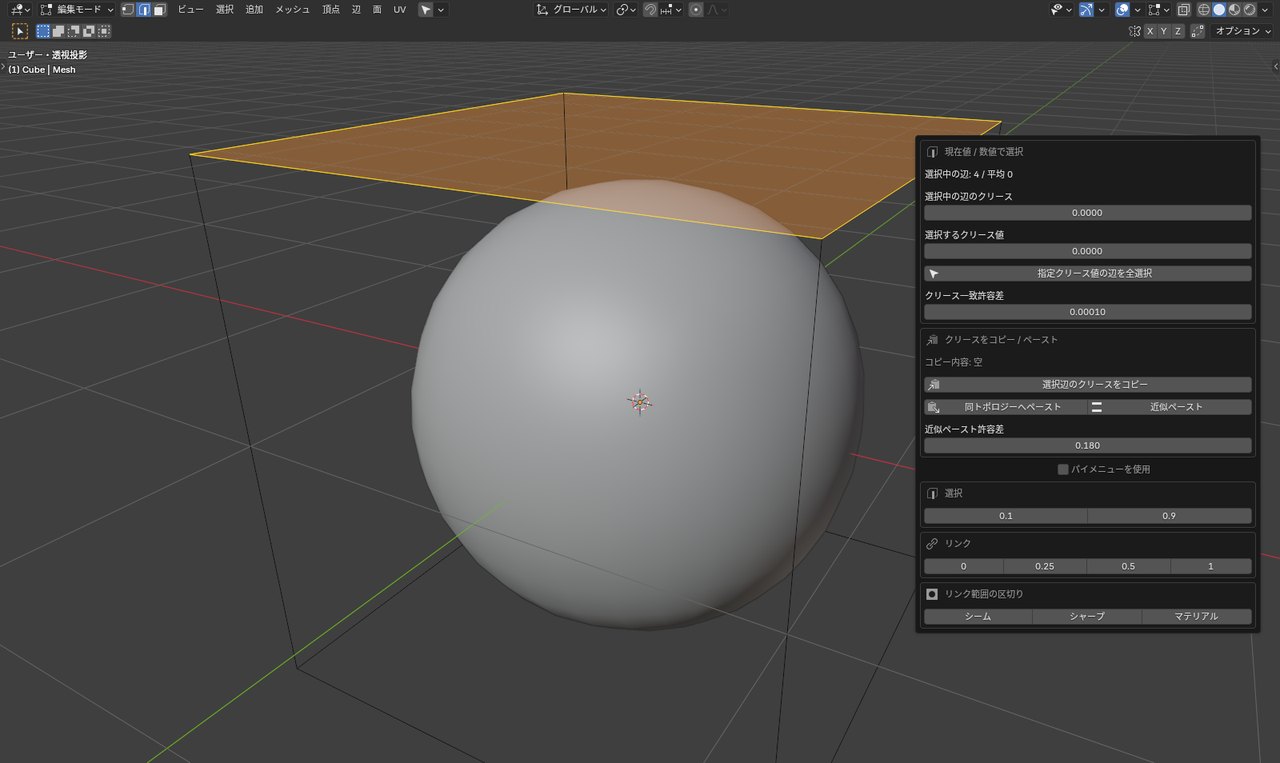 編集モード ビュー 選択 追加 メッシュ 頂点 辺 面 UV グローバル
X Y Z オプション
ユーザー・透視投影
(1) Cube | Mesh
現在値 / 数値で選択
選択中の辺: 4 / 平均 0
選択中の辺のクリース
0.0000
選択するクリース値
0.0000
指定クリース値の辺を全選択
クリース一致許容差
0.00010
クリースをコピー / ペースト
コピー内容: 空
選択辺のクリースをコピー
同トポロジーへペースト 近似ペースト
近似ペースト許容差
0.180
パイメニューを使用
選択
0.1 0.9
リンク
0 0.25 0.5 1
リンク範囲の区切り
シーム シャープ マテリアル